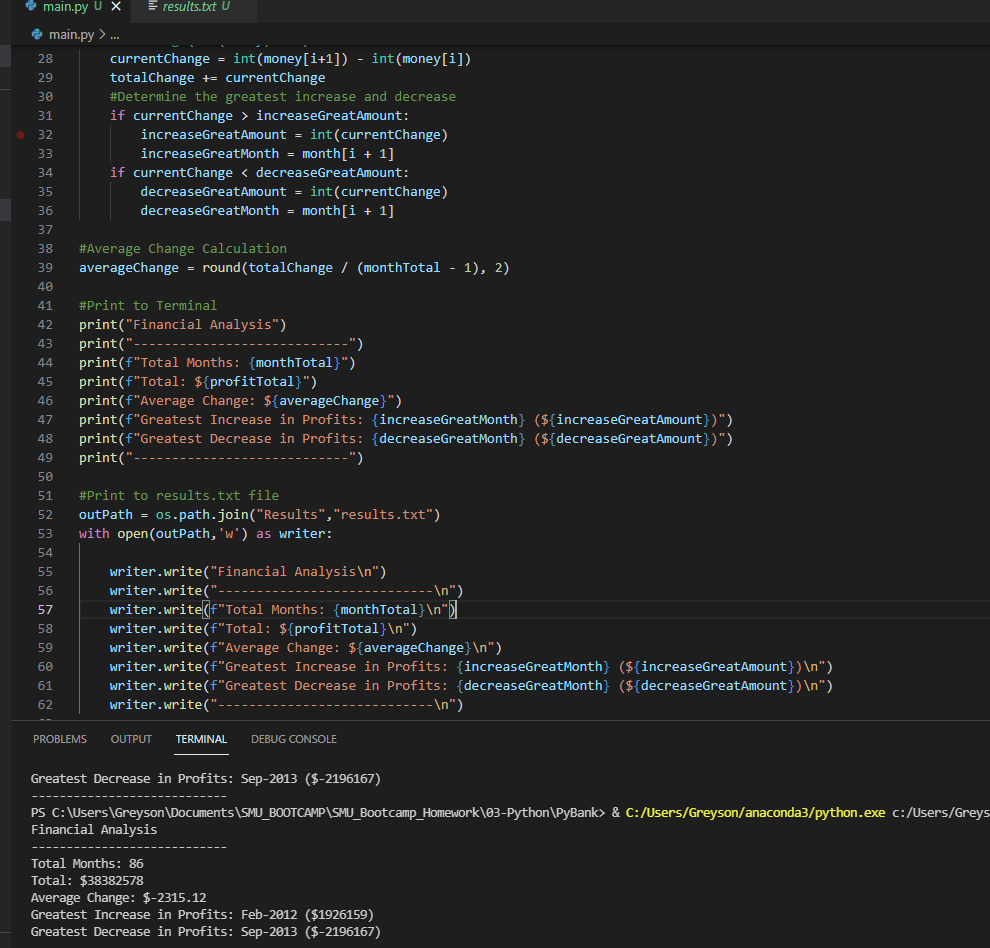 main.py U ✕ results.txt U
main.py > ...
28 currentChange = int(money[i+1]) - int(money[i])
29 totalChange += currentChange
30 #Determine the greatest increase and decrease
31 if currentChange > increaseGreatAmount:
32 increaseGreatAmount = int(currentChange)
33 increaseGreatMonth = month[i + 1]
34 if currentChange < decreaseGreatAmount:
35 decreaseGreatAmount = int(currentChange)
36 decreaseGreatMonth = month[i + 1]
37
38 #Average Change Calculation
39 averageChange = round(totalChange / (monthTotal - 1), 2)
40
41 #Print to Terminal
42 print("Financial Analysis")
43 print("----------------------------")
44 print(f"Total Months: {monthTotal}")
45 print(f"Total: ${profitTotal}")
46 print(f"Average Change: ${averageChange}")
47 print(f"Greatest Increase in Profits: {increaseGreatMonth} (${increaseGreatAmount})")
48 print(f"Greatest Decrease in Profits: {decreaseGreatMonth} (${decreaseGreatAmount})")
49 print("----------------------------")
50
51 #Print to results.txt file
52 outPath = os.path.join("Results","results.txt")
53 with open(outPath,'w') as writer:
54
55 writer.write("Financial Analysis\n")
56 writer.write("----------------------------\n")
57 writer.write(f"Total Months: {monthTotal}\n")
58 writer.write(f"Total: ${profitTotal}\n")
59 writer.write(f"Average Change: ${averageChange}\n")
60 writer.write(f"Greatest Increase in Profits: {increaseGreatMonth} (${increaseGreatAmount})\n")
61 writer.write(f"Greatest Decrease in Profits: {decreaseGreatMonth} (${decreaseGreatAmount})\n")
62 writer.write("----------------------------\n")
PROBLEMS OUTPUT TERMINAL DEBUG CONSOLE
Greatest Decrease in Profits: Sep-2013 ($-2196167)
----------------------------
PS C:\Users\Greyson\Documents\SMU_BOOTCAMP\SMU_Bootcamp_Homework\03-Python\PyBank> & C:/Users/Greyson/anaconda3/python.exe c:/Users/Greys
Financial Analysis
----------------------------
Total Months: 86
Total: $38382578
Average Change: $-2315.12
Greatest Increase in Profits: Feb-2012 ($1926159)
Greatest Decrease in Profits: Sep-2013 ($-2196167)